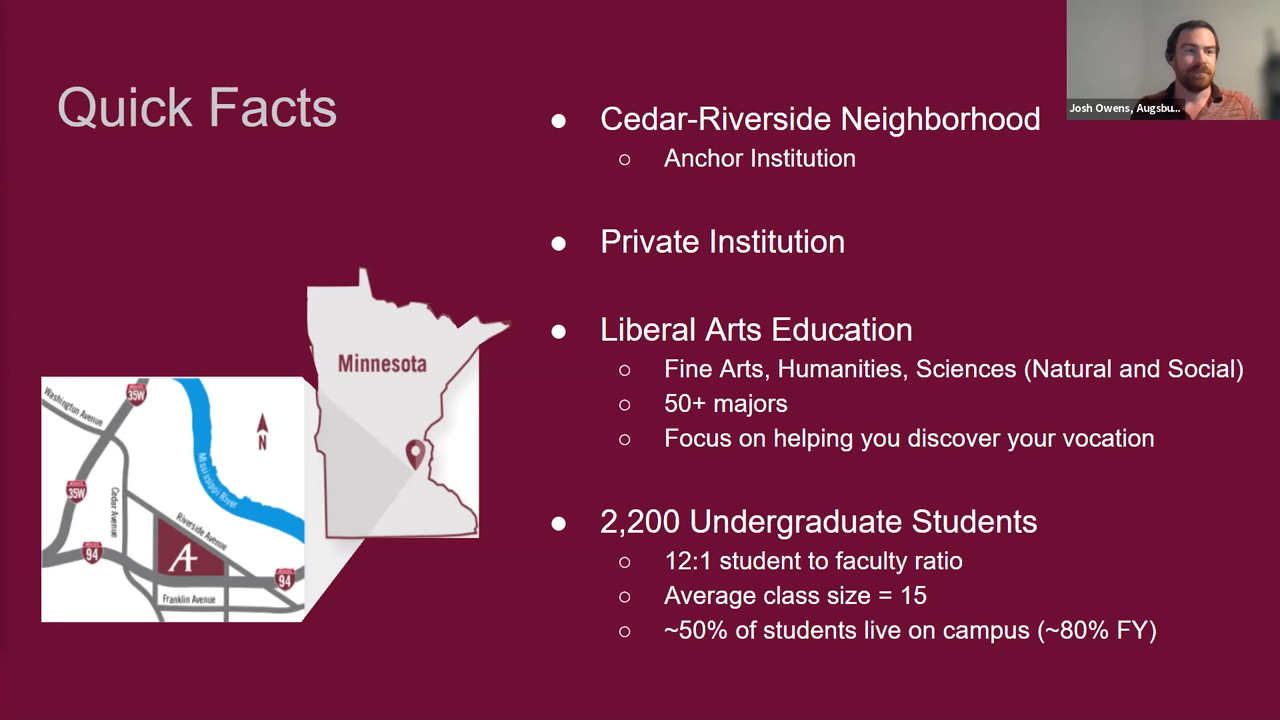 Quick Facts
Josh Owens, Augsbu...
● Cedar-Riverside Neighborhood
○ Anchor Institution
● Private Institution
● Liberal Arts Education
○ Fine Arts, Humanities, Sciences (Natural and Social)
○ 50+ majors
○ Focus on helping you discover your vocation
● 2,200 Undergraduate Students
○ 12:1 student to faculty ratio
○ Average class size = 15
○ ~50% of students live on campus (~80% FY)
Minnesota
Washington Avenue
35W
N
Mississippi River
35W
Cedar Avenue
Riverside Avenue
A
94
94
Franklin Avenue